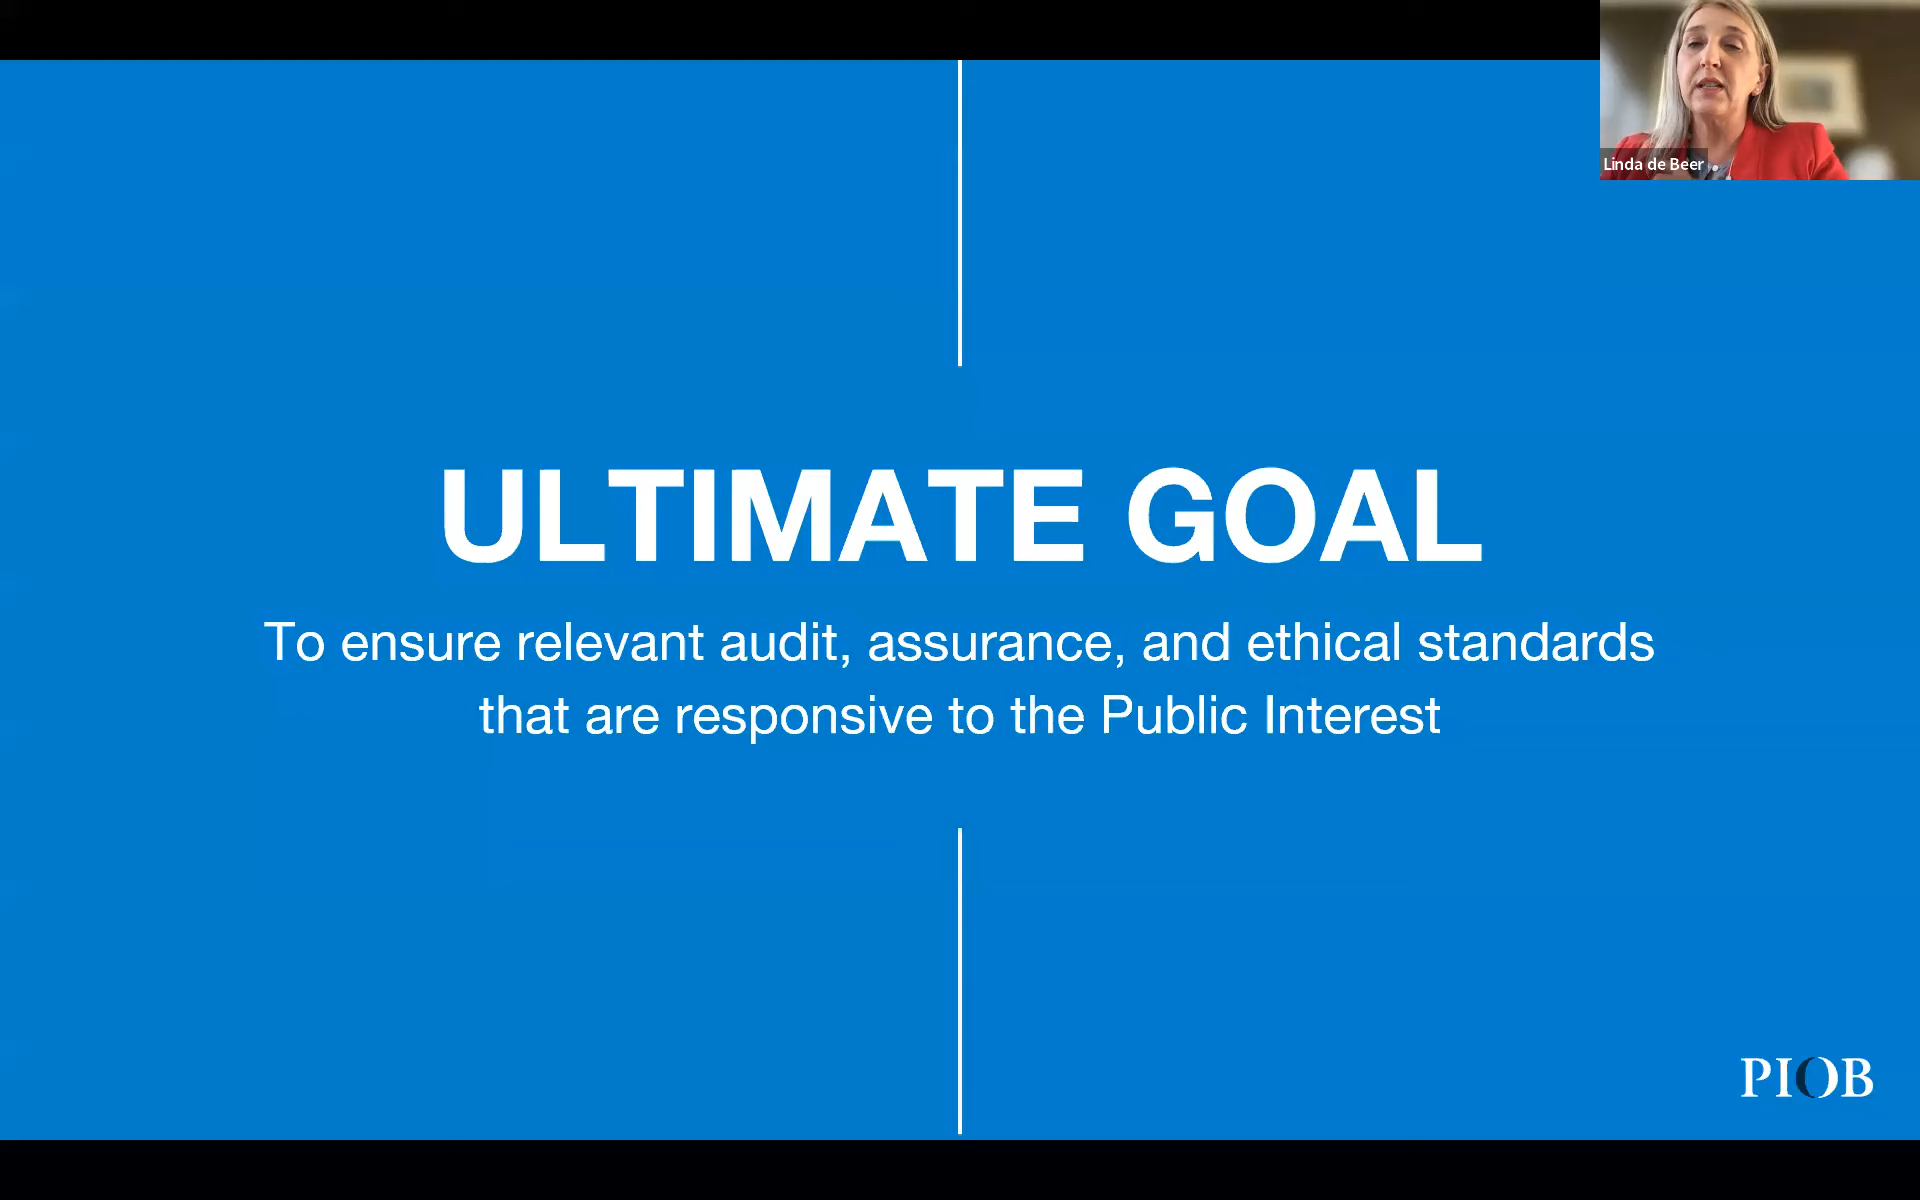 Linda de Beer
ULTIMATE GOAL
To ensure relevant audit, assurance, and ethical standards
that are responsive to the Public Interest
PIOB